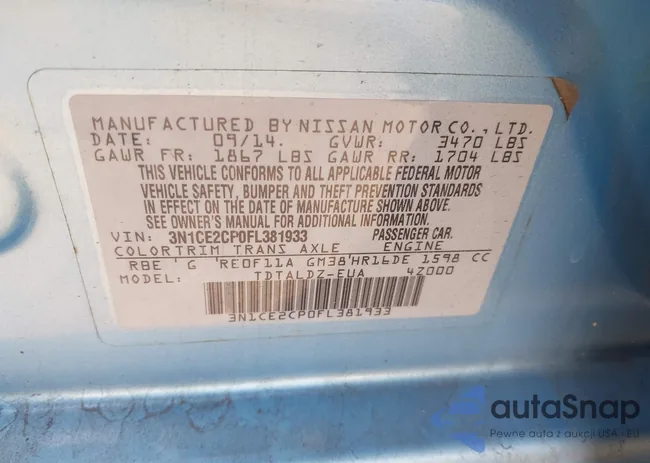 MANUFACTURED BY NISSAN MOTOR CO., LTD.
DATE: 09/14. GVWR: 3470 LBS
GAWR FR: 1867 LBS GAWR RR: 1704 LBS
THIS VEHICLE CONFORMS TO ALL APPLICABLE FEDERAL MOTOR
VEHICLE SAFETY, BUMPER AND THEFT PREVENTION STANDARDS
IN EFFECT ON THE DATE OF MANUFACTURE SHOWN ABOVE.
SEE OWNER'S MANUAL FOR ADDITIONAL INFORMATION.
VIN: 3N1CE2CP0FL381933 PASSENGER CAR.
COLOR TRIM TRANS AXLE ENGINE
RBE G 'RE0F11A GM38'HR16DE 1598 CC
MODEL: TDTALDZ-EUA 4Z000
3N1CE2CP0FL381933
autoSnap
Pewne auta z aukcji USA - EU